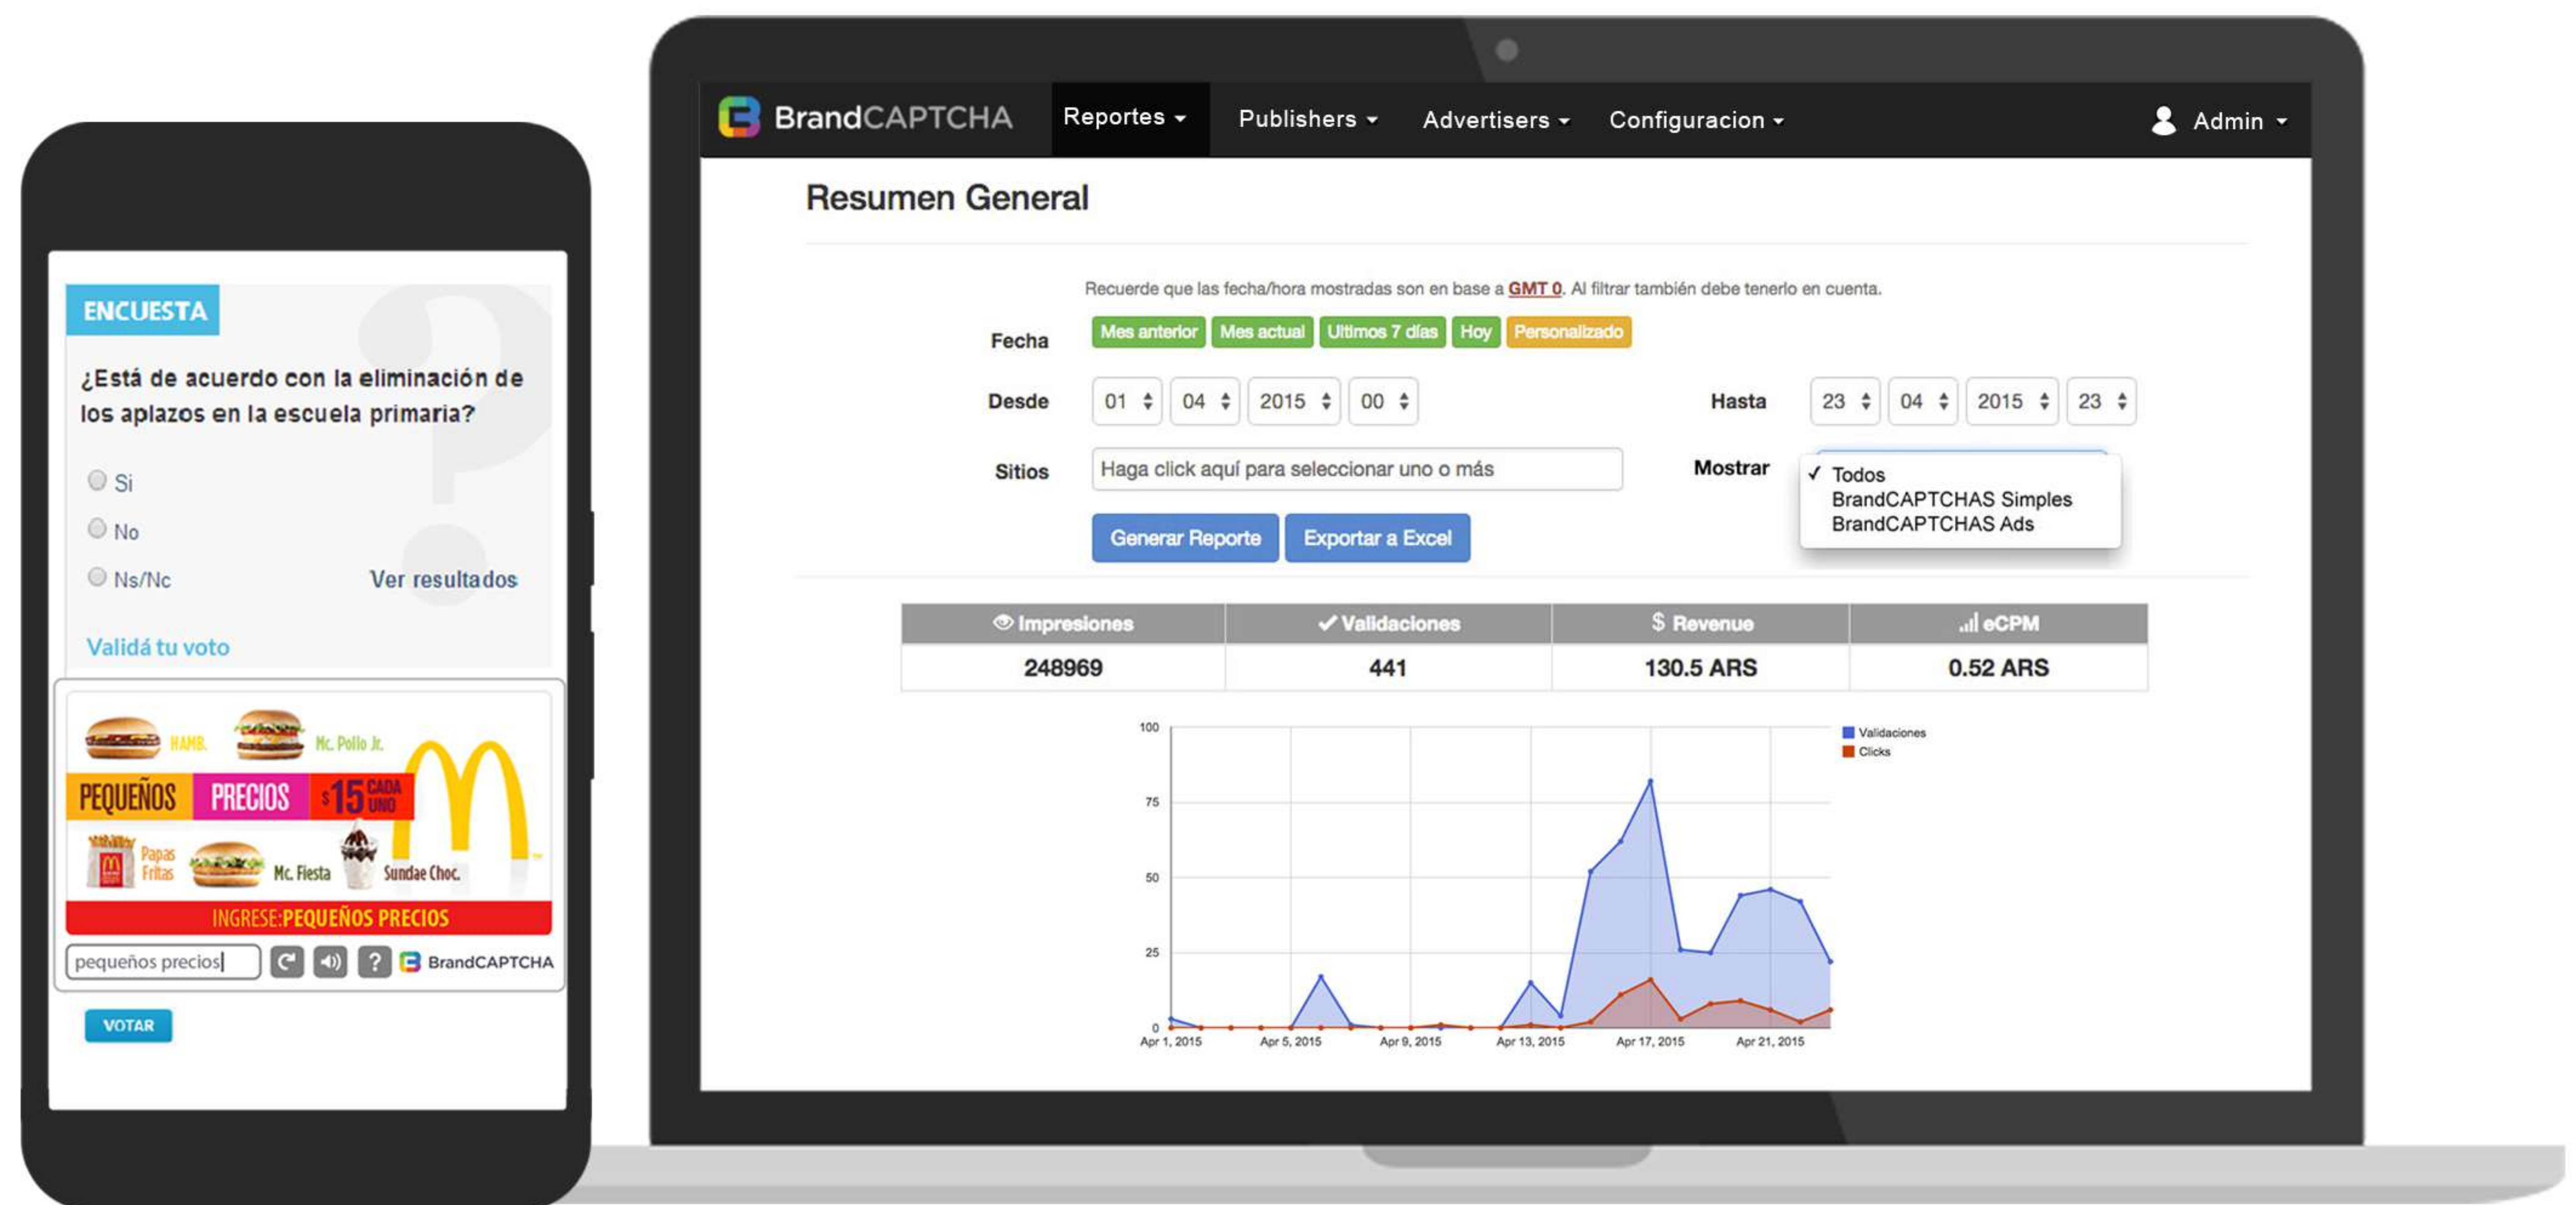 ENCUESTA
¿Está de acuerdo con la eliminación de
los aplazos en la escuela primaria?
Si
No
Ns/Nc
Ver resultados
Validá tu voto
HAMB.
Mc. Pollo Jr.
PEQUEÑOS PRECIOS $15 CADA UNO
Papas
Fritas
Mc. Fiesta
Sundae Choc.
INGRESE:PEQUEÑOS PRECIOS
pequeños precios
? BrandCAPTCHA
VOTAR
BrandCAPTCHA Reportes Publishers Advertisers Configuracion Admin
Resumen General
Recuerde que las fecha/hora mostradas son en base a GMT 0. Al filtrar también debe tenerlo en cuenta.
Fecha Mes anterior Mes actual Ultimos 7 días Hoy Personalizado
Desde 01 04 2015 00 Hasta 23 04 2015 23
Sitios Haga click aquí para seleccionar uno o más Mostrar
✓ Todos
BrandCAPTCHAS Simples
BrandCAPTCHAS Ads
Generar Reporte Exportar a Excel
Impresiones ✓ Validaciones $ Revenue eCPM
248969 441 130.5 ARS 0.52 ARS
100
75
50
25
0
Validaciones
Clicks
Apr 1, 2015 Apr 5, 2015 Apr 9, 2015 Apr 13, 2015 Apr 17, 2015 Apr 21, 2015